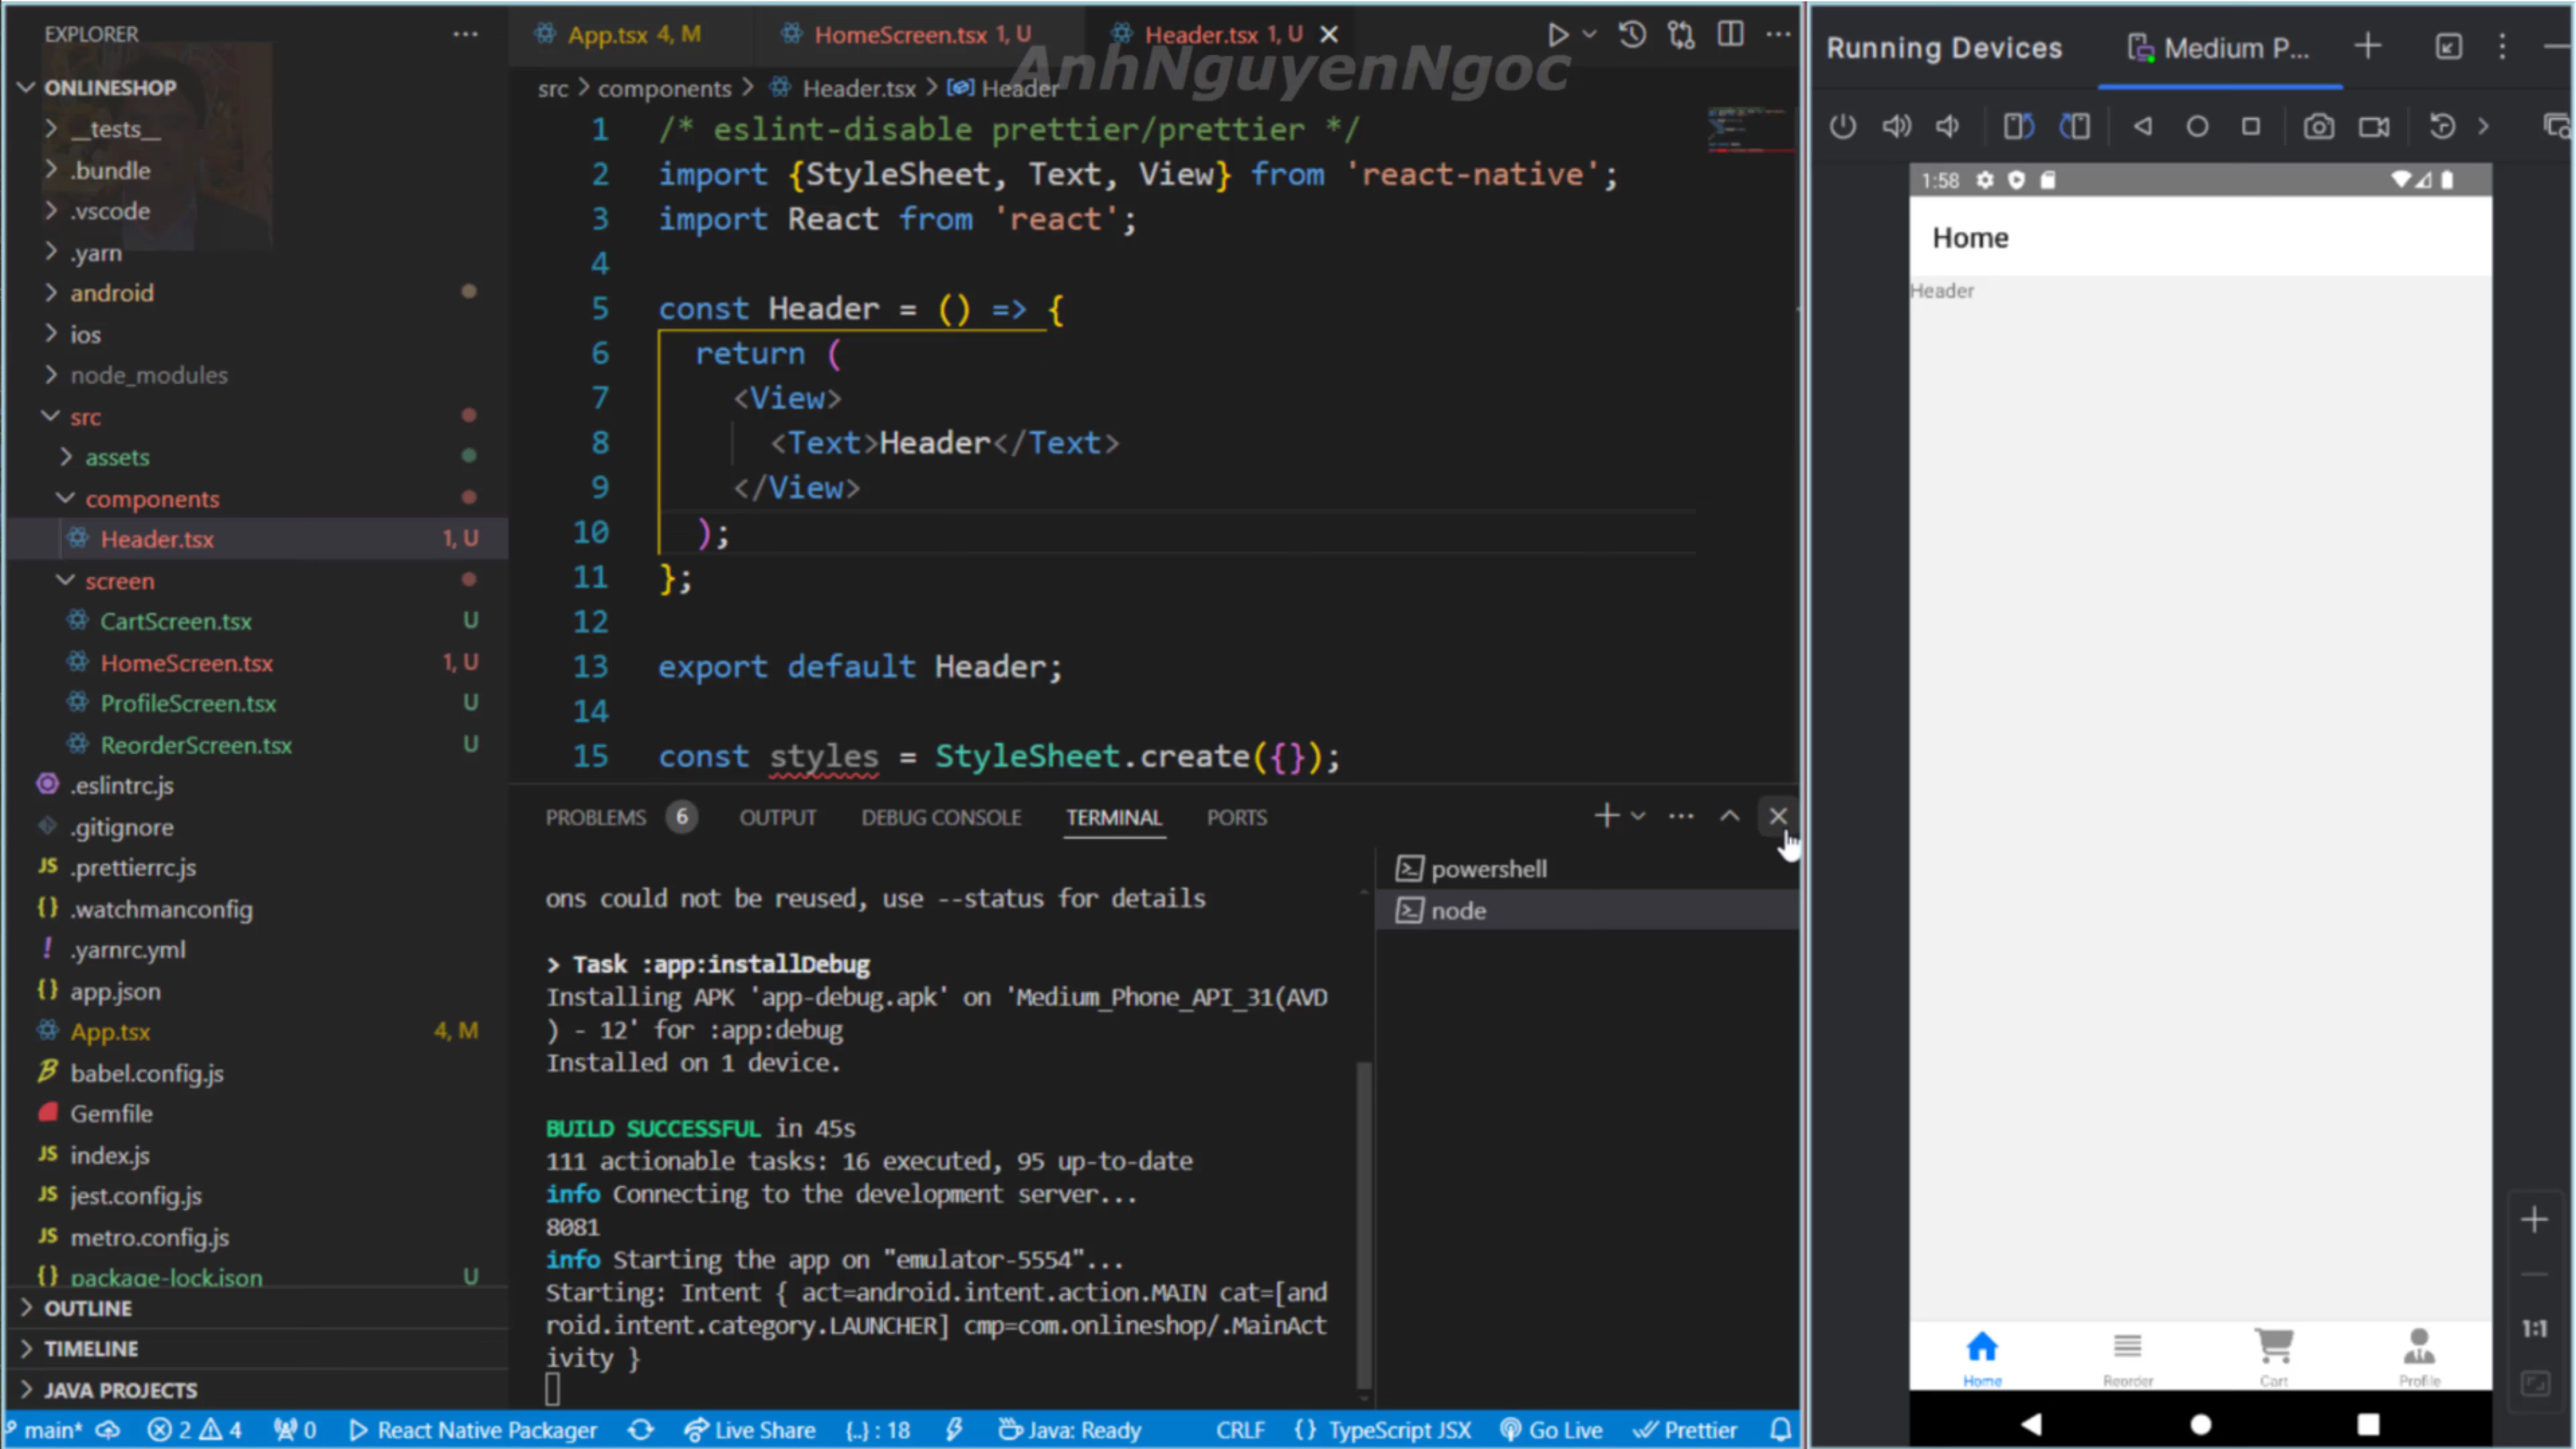 EXPLORER
ONLINESHOP
__tests__
.bundle
.vscode
.yarn
android
ios
node_modules
src
assets
components
Header.tsx 1, U
screen
CartScreen.tsx U
HomeScreen.tsx 1, U
ProfileScreen.tsx U
ReorderScreen.tsx U
.eslintrc.js
.gitignore
JS .prettierrc.js
{} .watchmanconfig
! .yarnrc.yml
{} app.json
App.tsx 4, M
babel.config.js
Gemfile
JS index.js
JS jest.config.js
JS metro.config.js
{} package-lock.json U
OUTLINE
TIMELINE
JAVA PROJECTS
App.tsx 4, M
HomeScreen.tsx 1, U
Header.tsx 1, U
AnhNguyenNgoc
src > components > Header.tsx > Header
1 /* eslint-disable prettier/prettier */
2 import {StyleSheet, Text, View} from 'react-native';
3 import React from 'react';
4
5 const Header = () => {
6 return (
7 <View>
8 <Text>Header</Text>
9 </View>
10 );
11 };
12
13 export default Header;
14
15 const styles = StyleSheet.create({});
PROBLEMS 6 OUTPUT DEBUG CONSOLE TERMINAL PORTS
ons could not be reused, use --status for details
> Task :app:installDebug
Installing APK 'app-debug.apk' on 'Medium_Phone_API_31(AVD
) - 12' for :app:debug
Installed on 1 device.
BUILD SUCCESSFUL in 45s
111 actionable tasks: 16 executed, 95 up-to-date
info Connecting to the development server...
8081
info Starting the app on "emulator-5554"...
Starting: Intent { act=android.intent.action.MAIN cat=[and
roid.intent.category.LAUNCHER] cmp=com.onlineshop/.MainAct
ivity }
powershell
node
main* 2 4 0 React Native Packager Live Share {..} : 18 Java: Ready CRLF {} TypeScript JSX Go Live Prettier
Running Devices Medium P...
1:58
Home
Header
Home
Reorder
Cart
Profile
1:1